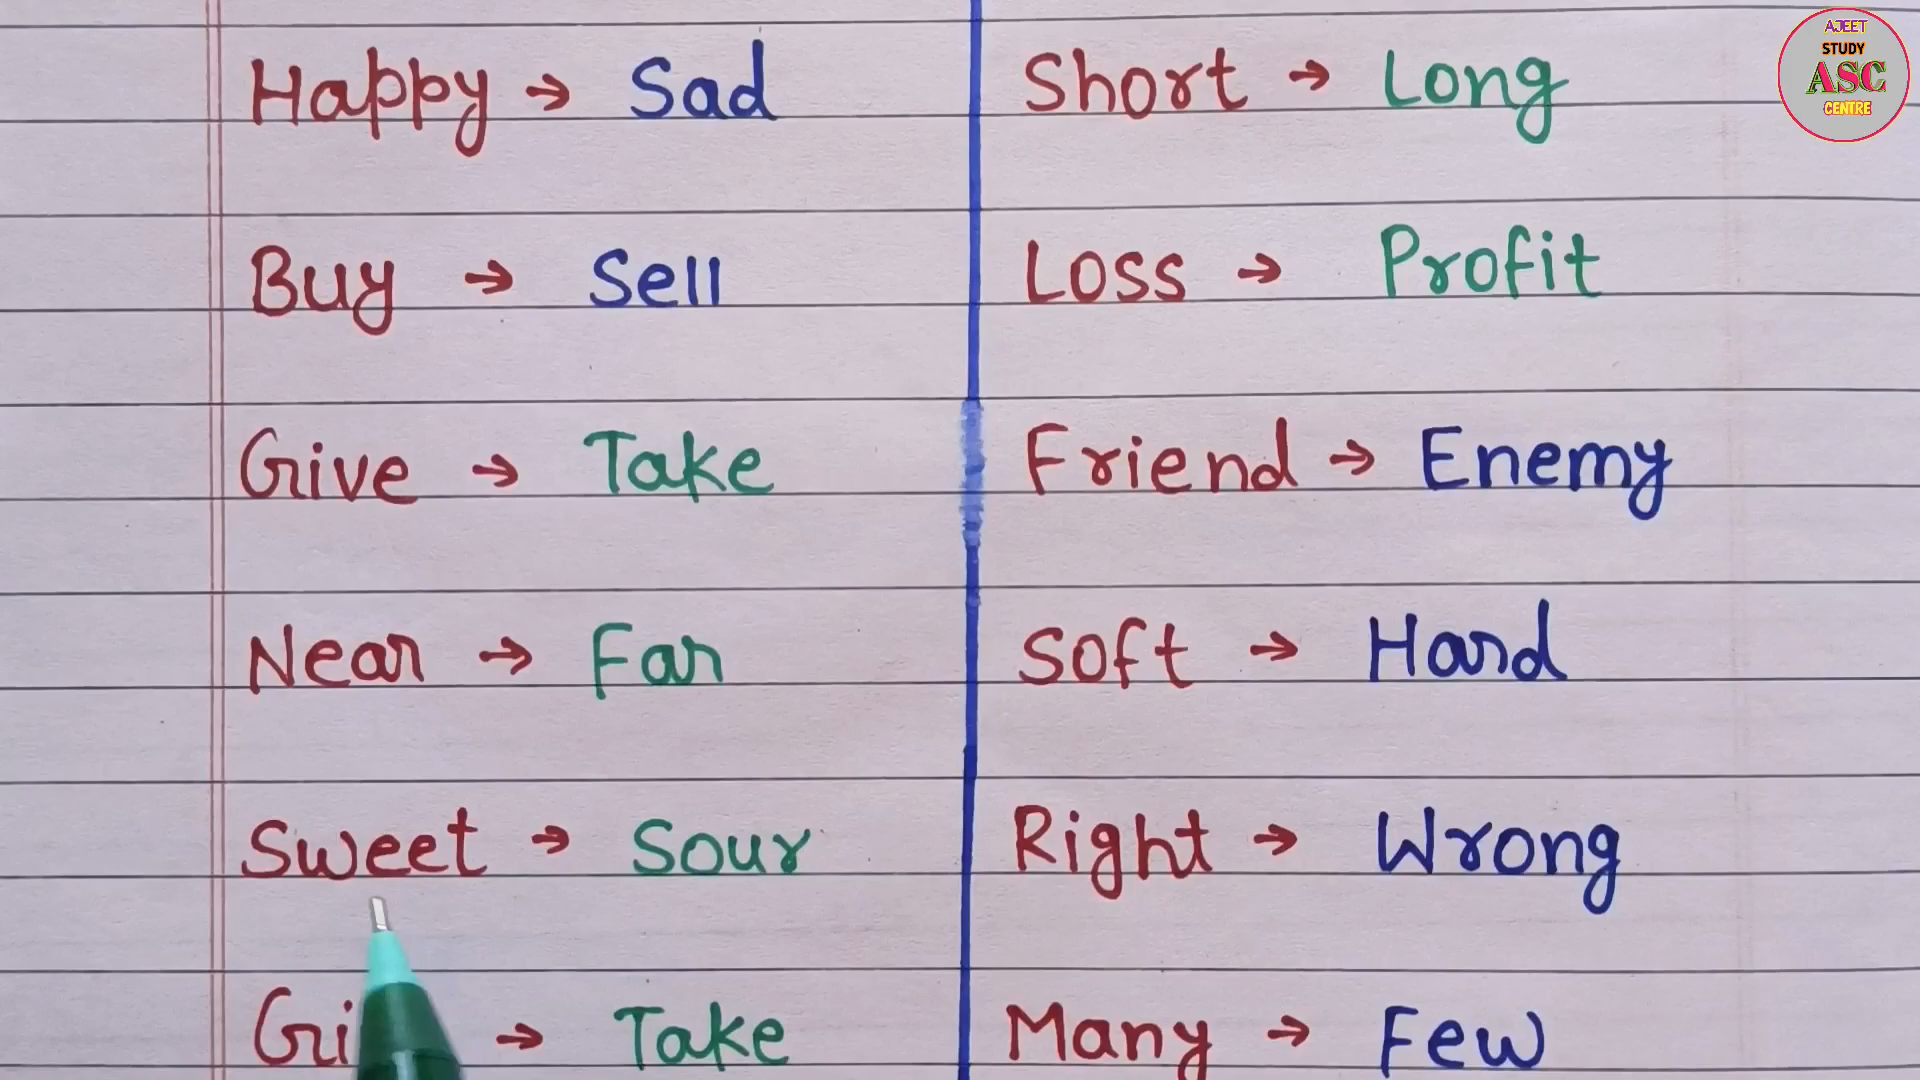 Happy → Sad
Buy → Sell
Give → Take
Near → Far
Sweet → Sour
Gi → Take
Short → Long
Loss → Profit
Friend → Enemy
Soft → Hard
Right → Wrong
Many → Few
AJEET
STUDY
ASC
CENTRE